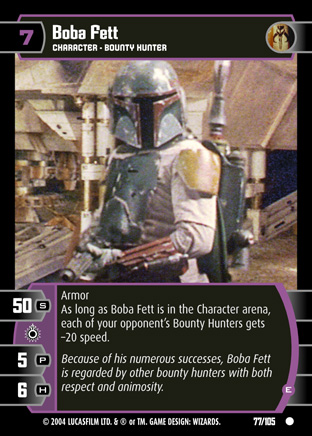 7
Boba Fett
CHARACTER • BOUNTY HUNTER
50 S
Armor
As long as Boba Fett is in the Character arena,
each of your opponent's Bounty Hunters gets
–20 speed.
5 P
Because of his numerous successes, Boba Fett
is regarded by other bounty hunters with both
respect and animosity.
6 H
E
© 2004 LUCASFILM LTD. & ® or TM. GAME DESIGN: WIZARDS.
77/105